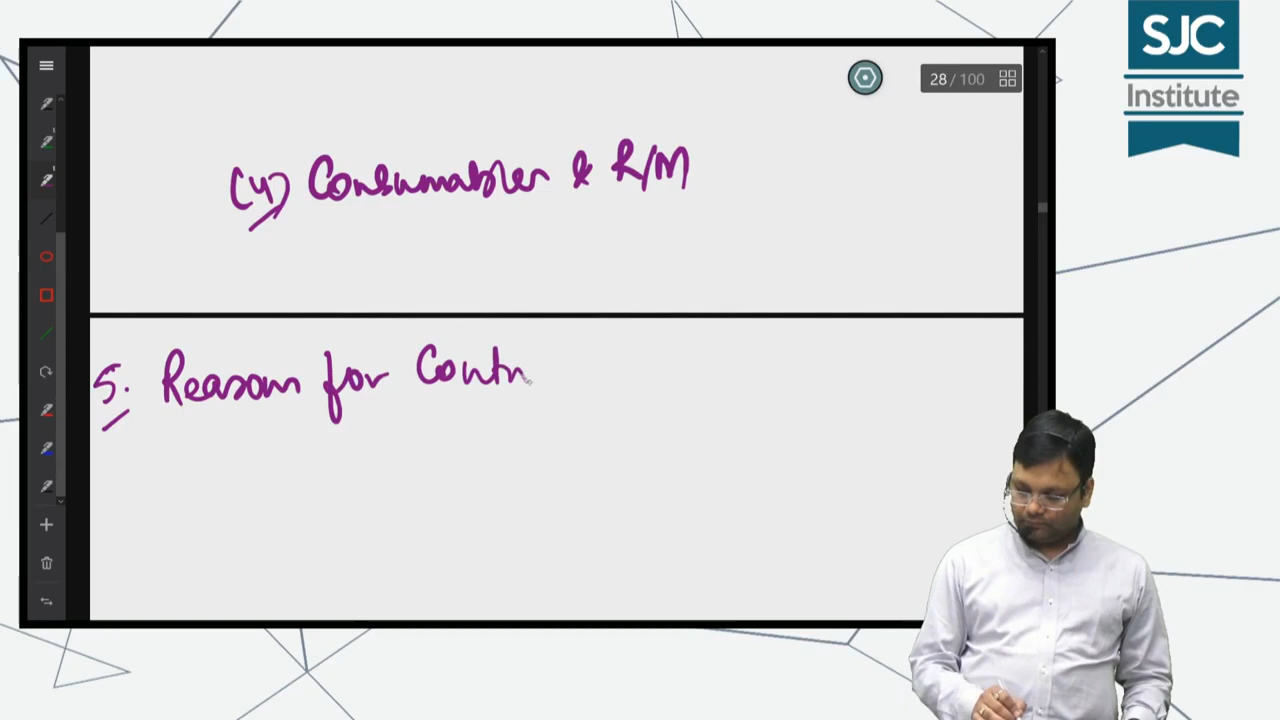 SJC
Institute
28 / 100
(4) Consumables & R/M
5. Reason for Contr